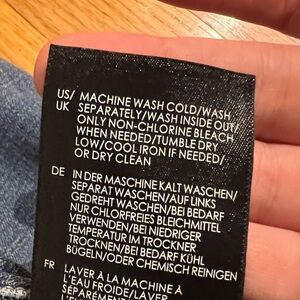 US/ MACHINE WASH COLD/WASH
UK SEPARATELY/WASH INSIDE OUT/
ONLY NON-CHLORINE BLEACH
WHEN NEEDED/TUMBLE DRY
LOW/COOL IRON IF NEEDED/
OR DRY CLEAN
DE IN DER MASCHINE KALT WASCHEN/
SEPARAT WASCHEN/AUF LINKS
GEDREHT WASCHEN/BEI BEDARF
NUR CHLORFREIES BLEICHMITTEL
VERWENDEN/BEI NIEDRIGER
TEMPERATUR IM TROCKNER
TROCKNEN/BEI BEDARF KÜHL
BÜGELN/ODER CHEMISCH REINIGEN
FR LAVER À LA MACHINE À
L'EAU FROIDE/LAVER
SÉPARÉMENT